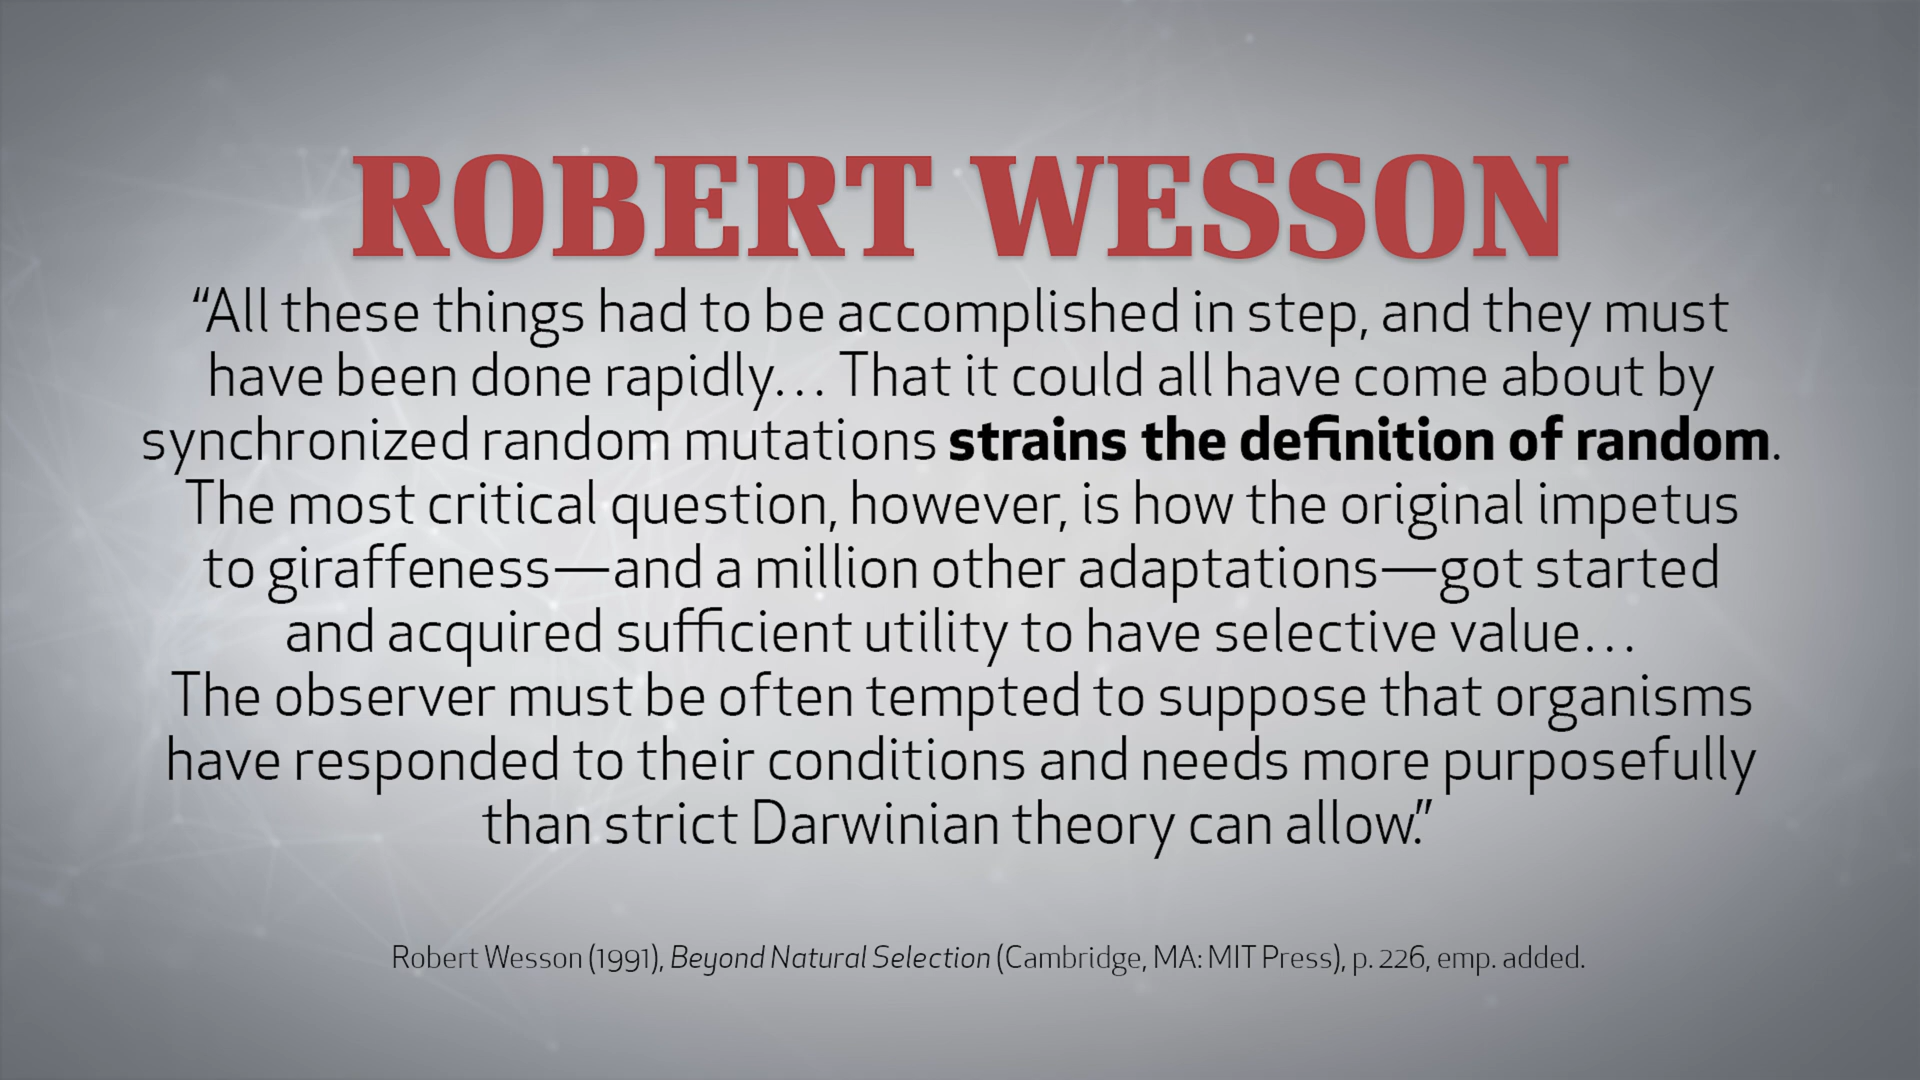 ROBERT WESSON
“All these things had to be accomplished in step, and they must
have been done rapidly... That it could all have come about by
synchronized random mutations strains the definition of random.
The most critical question, however, is how the original impetus
to giraffeness—and a million other adaptations—got started
and acquired sufficient utility to have selective value...
The observer must be often tempted to suppose that organisms
have responded to their conditions and needs more purposefully
than strict Darwinian theory can allow.”
Robert Wesson (1991), Beyond Natural Selection (Cambridge, MA: MIT Press), p. 226, emp. added.